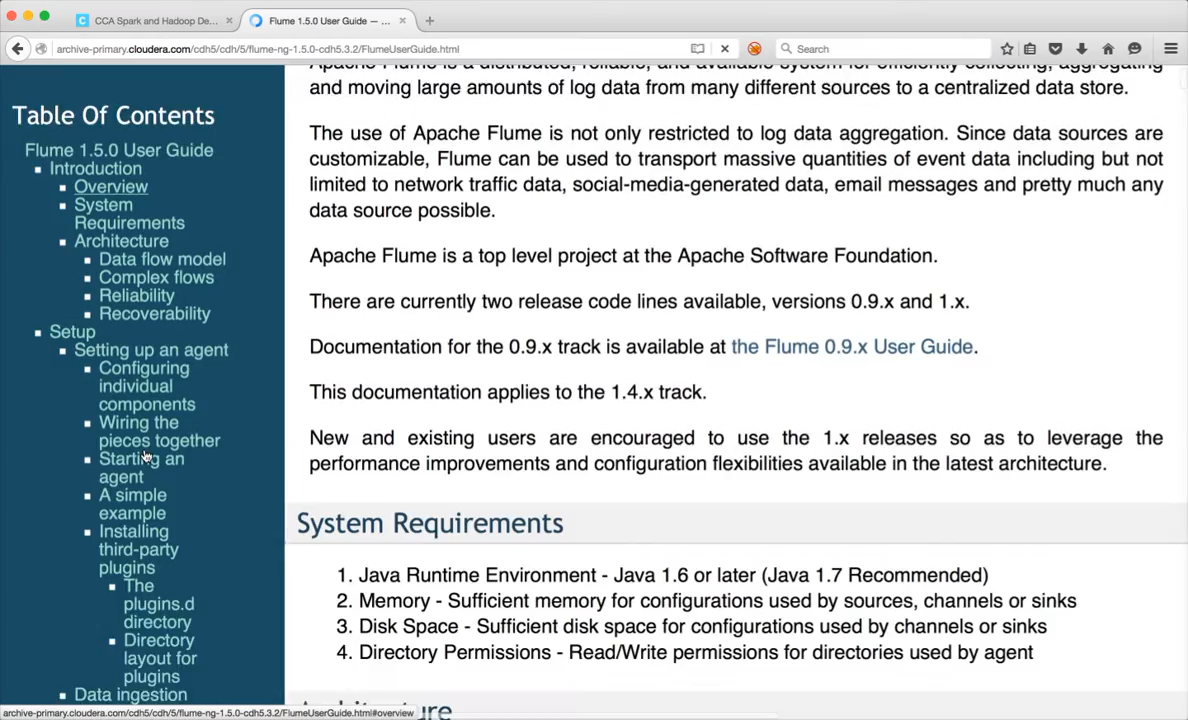 CCA Spark and Hadoop De...
Flume 1.5.0 User Guide — ...
archive-primary.cloudera.com/cdh5/cdh/5/flume-ng-1.5.0-cdh5.3.2/FlumeUserGuide.html
Search
Table Of Contents
Flume 1.5.0 User Guide
Introduction
Overview
System
Requirements
Architecture
Data flow model
Complex flows
Reliability
Recoverability
Setup
Setting up an agent
Configuring
individual
components
Wiring the
pieces together
Starting an
agent
A simple
example
Installing
third-party
plugins
The
plugins.d
directory
Directory
layout for
plugins
Data ingestion
Apache Flume is a distributed, reliable, and available system for efficiently collecting, aggregating
and moving large amounts of log data from many different sources to a centralized data store.
The use of Apache Flume is not only restricted to log data aggregation. Since data sources are
customizable, Flume can be used to transport massive quantities of event data including but not
limited to network traffic data, social-media-generated data, email messages and pretty much any
data source possible.
Apache Flume is a top level project at the Apache Software Foundation.
There are currently two release code lines available, versions 0.9.x and 1.x.
Documentation for the 0.9.x track is available at the Flume 0.9.x User Guide.
This documentation applies to the 1.4.x track.
New and existing users are encouraged to use the 1.x releases so as to leverage the
performance improvements and configuration flexibilities available in the latest architecture.
System Requirements
1. Java Runtime Environment - Java 1.6 or later (Java 1.7 Recommended)
2. Memory - Sufficient memory for configurations used by sources, channels or sinks
3. Disk Space - Sufficient disk space for configurations used by channels or sinks
4. Directory Permissions - Read/Write permissions for directories used by agent
Architecture
archive-primary.cloudera.com/cdh5/cdh/5/flume-ng-1.5.0-cdh5.3.2/FlumeUserGuide.html#overview